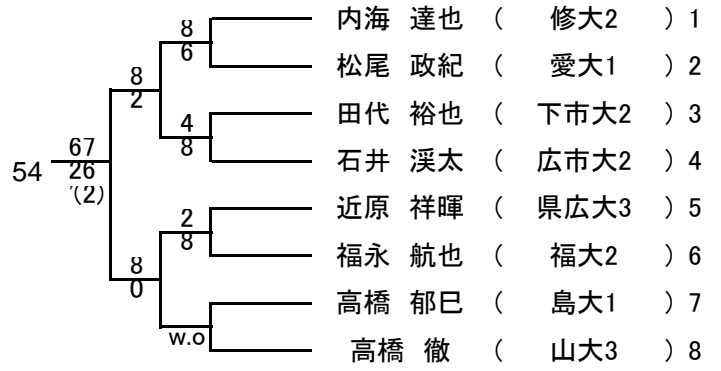 内海 達也 ( 修大2 ) 1
8
6
松尾 政紀 ( 愛大1 ) 2
8
2
田代 裕也 ( 下市大2 ) 3
4
8
石井 渓太 ( 広市大2 ) 4
54
67
26
(2)
近原 祥暉 ( 県広大3 ) 5
2
8
福永 航也 ( 福大2 ) 6
8
0
高橋 郁巳 ( 島大1 ) 7
w.o
高橋 徹 ( 山大3 ) 8